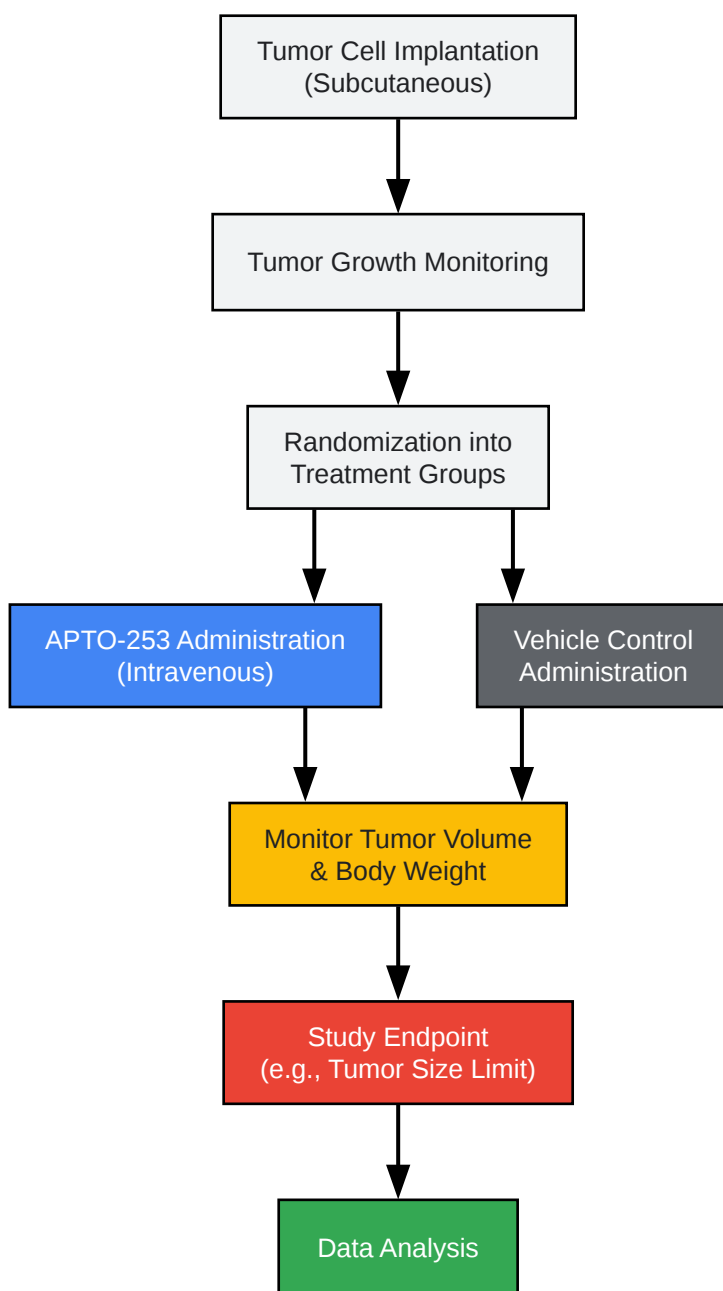 Tumor Cell Implantation
(Subcutaneous)
Tumor Growth Monitoring
Randomization into
Treatment Groups
APTO-253 Administration
(Intravenous)
Vehicle Control
Administration
Monitor Tumor Volume
& Body Weight
Study Endpoint
(e.g., Tumor Size Limit)
Data Analysis